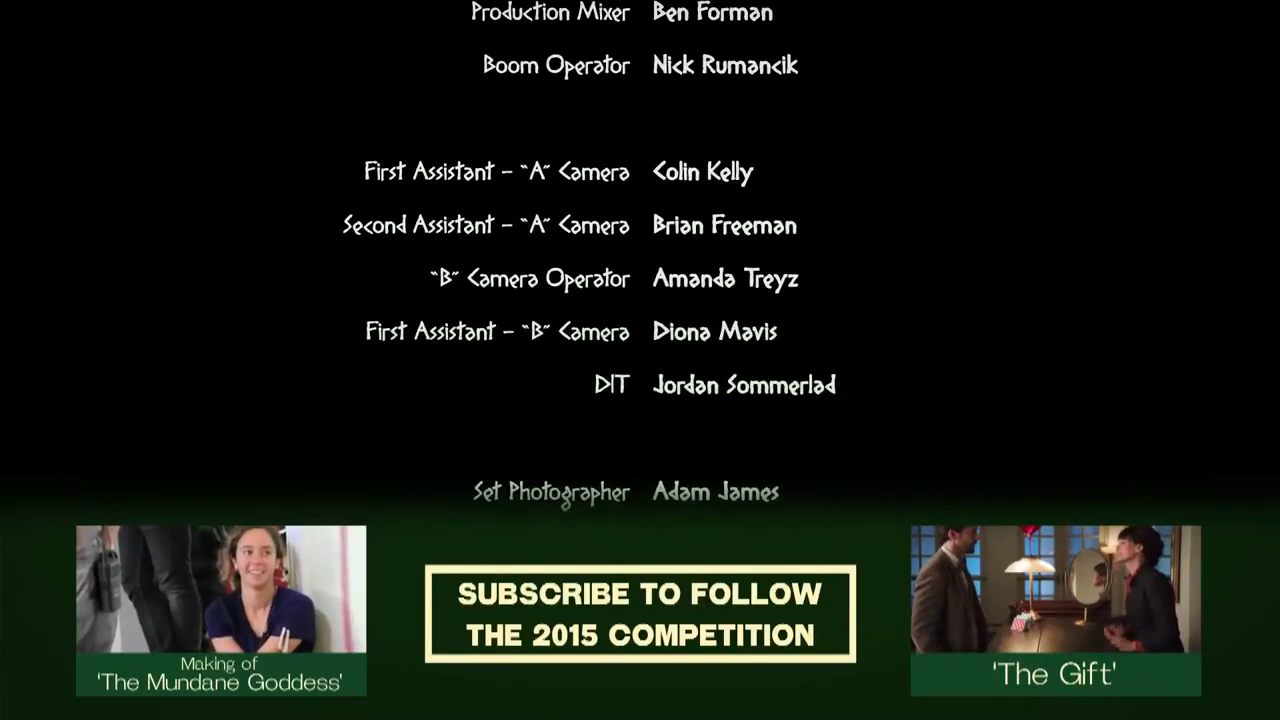 Production Mixer Ben Forman
Boom Operator Nick Rumancik
First Assistant - "A" Camera Colin Kelly
Second Assistant - "A" Camera Brian Freeman
"B" Camera Operator Amanda Treyz
First Assistant - "B" Camera Diona Mavis
DIT Jordan Sommerlad
Set Photographer Adam James
Making of
'The Mundane Goddess'
SUBSCRIBE TO FOLLOW
THE 2015 COMPETITION
'The Gift'